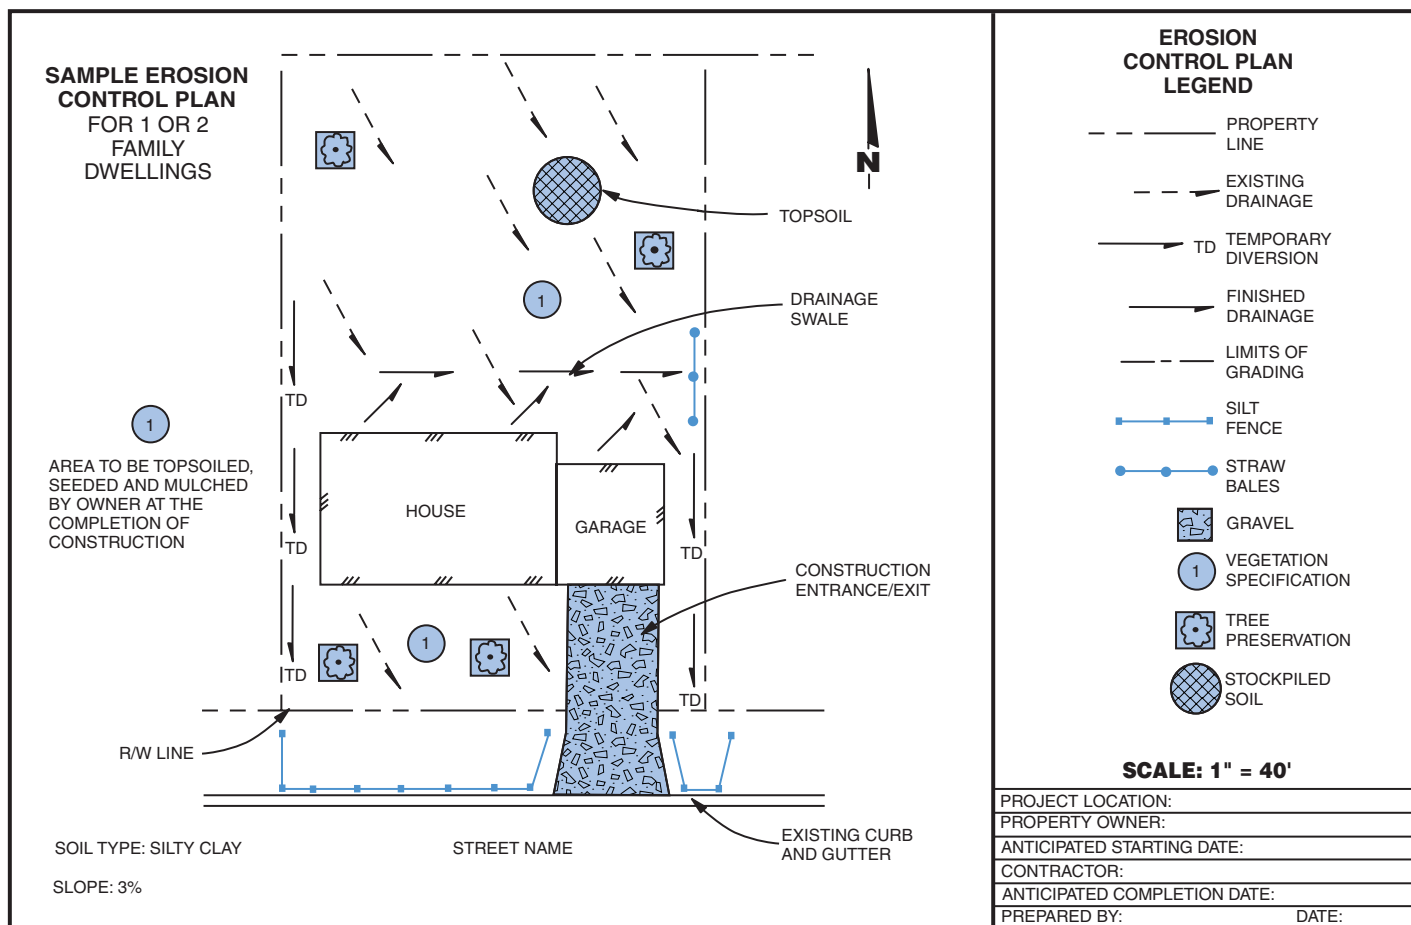 SAMPLE EROSION
CONTROL PLAN
FOR 1 OR 2
FAMILY
DWELLINGS
N
TOPSOIL
1
DRAINAGE
SWALE
TD
TD
TD
1
AREA TO BE TOPSOILED,
SEEDED AND MULCHED
BY OWNER AT THE
COMPLETION OF
CONSTRUCTION
HOUSE
GARAGE
TD
TD
CONSTRUCTION
ENTRANCE/EXIT
1
R/W LINE
EXISTING CURB
AND GUTTER
STREET NAME
SOIL TYPE: SILTY CLAY
SLOPE: 3%
EROSION
CONTROL PLAN
LEGEND
PROPERTY
LINE
EXISTING
DRAINAGE
TD TEMPORARY
DIVERSION
FINISHED
DRAINAGE
LIMITS OF
GRADING
SILT
FENCE
STRAW
BALES
GRAVEL
1 VEGETATION
SPECIFICATION
TREE
PRESERVATION
STOCKPILED
SOIL
SCALE: 1" = 40'
PROJECT LOCATION:
PROPERTY OWNER:
ANTICIPATED STARTING DATE:
CONTRACTOR:
ANTICIPATED COMPLETION DATE:
PREPARED BY: DATE: